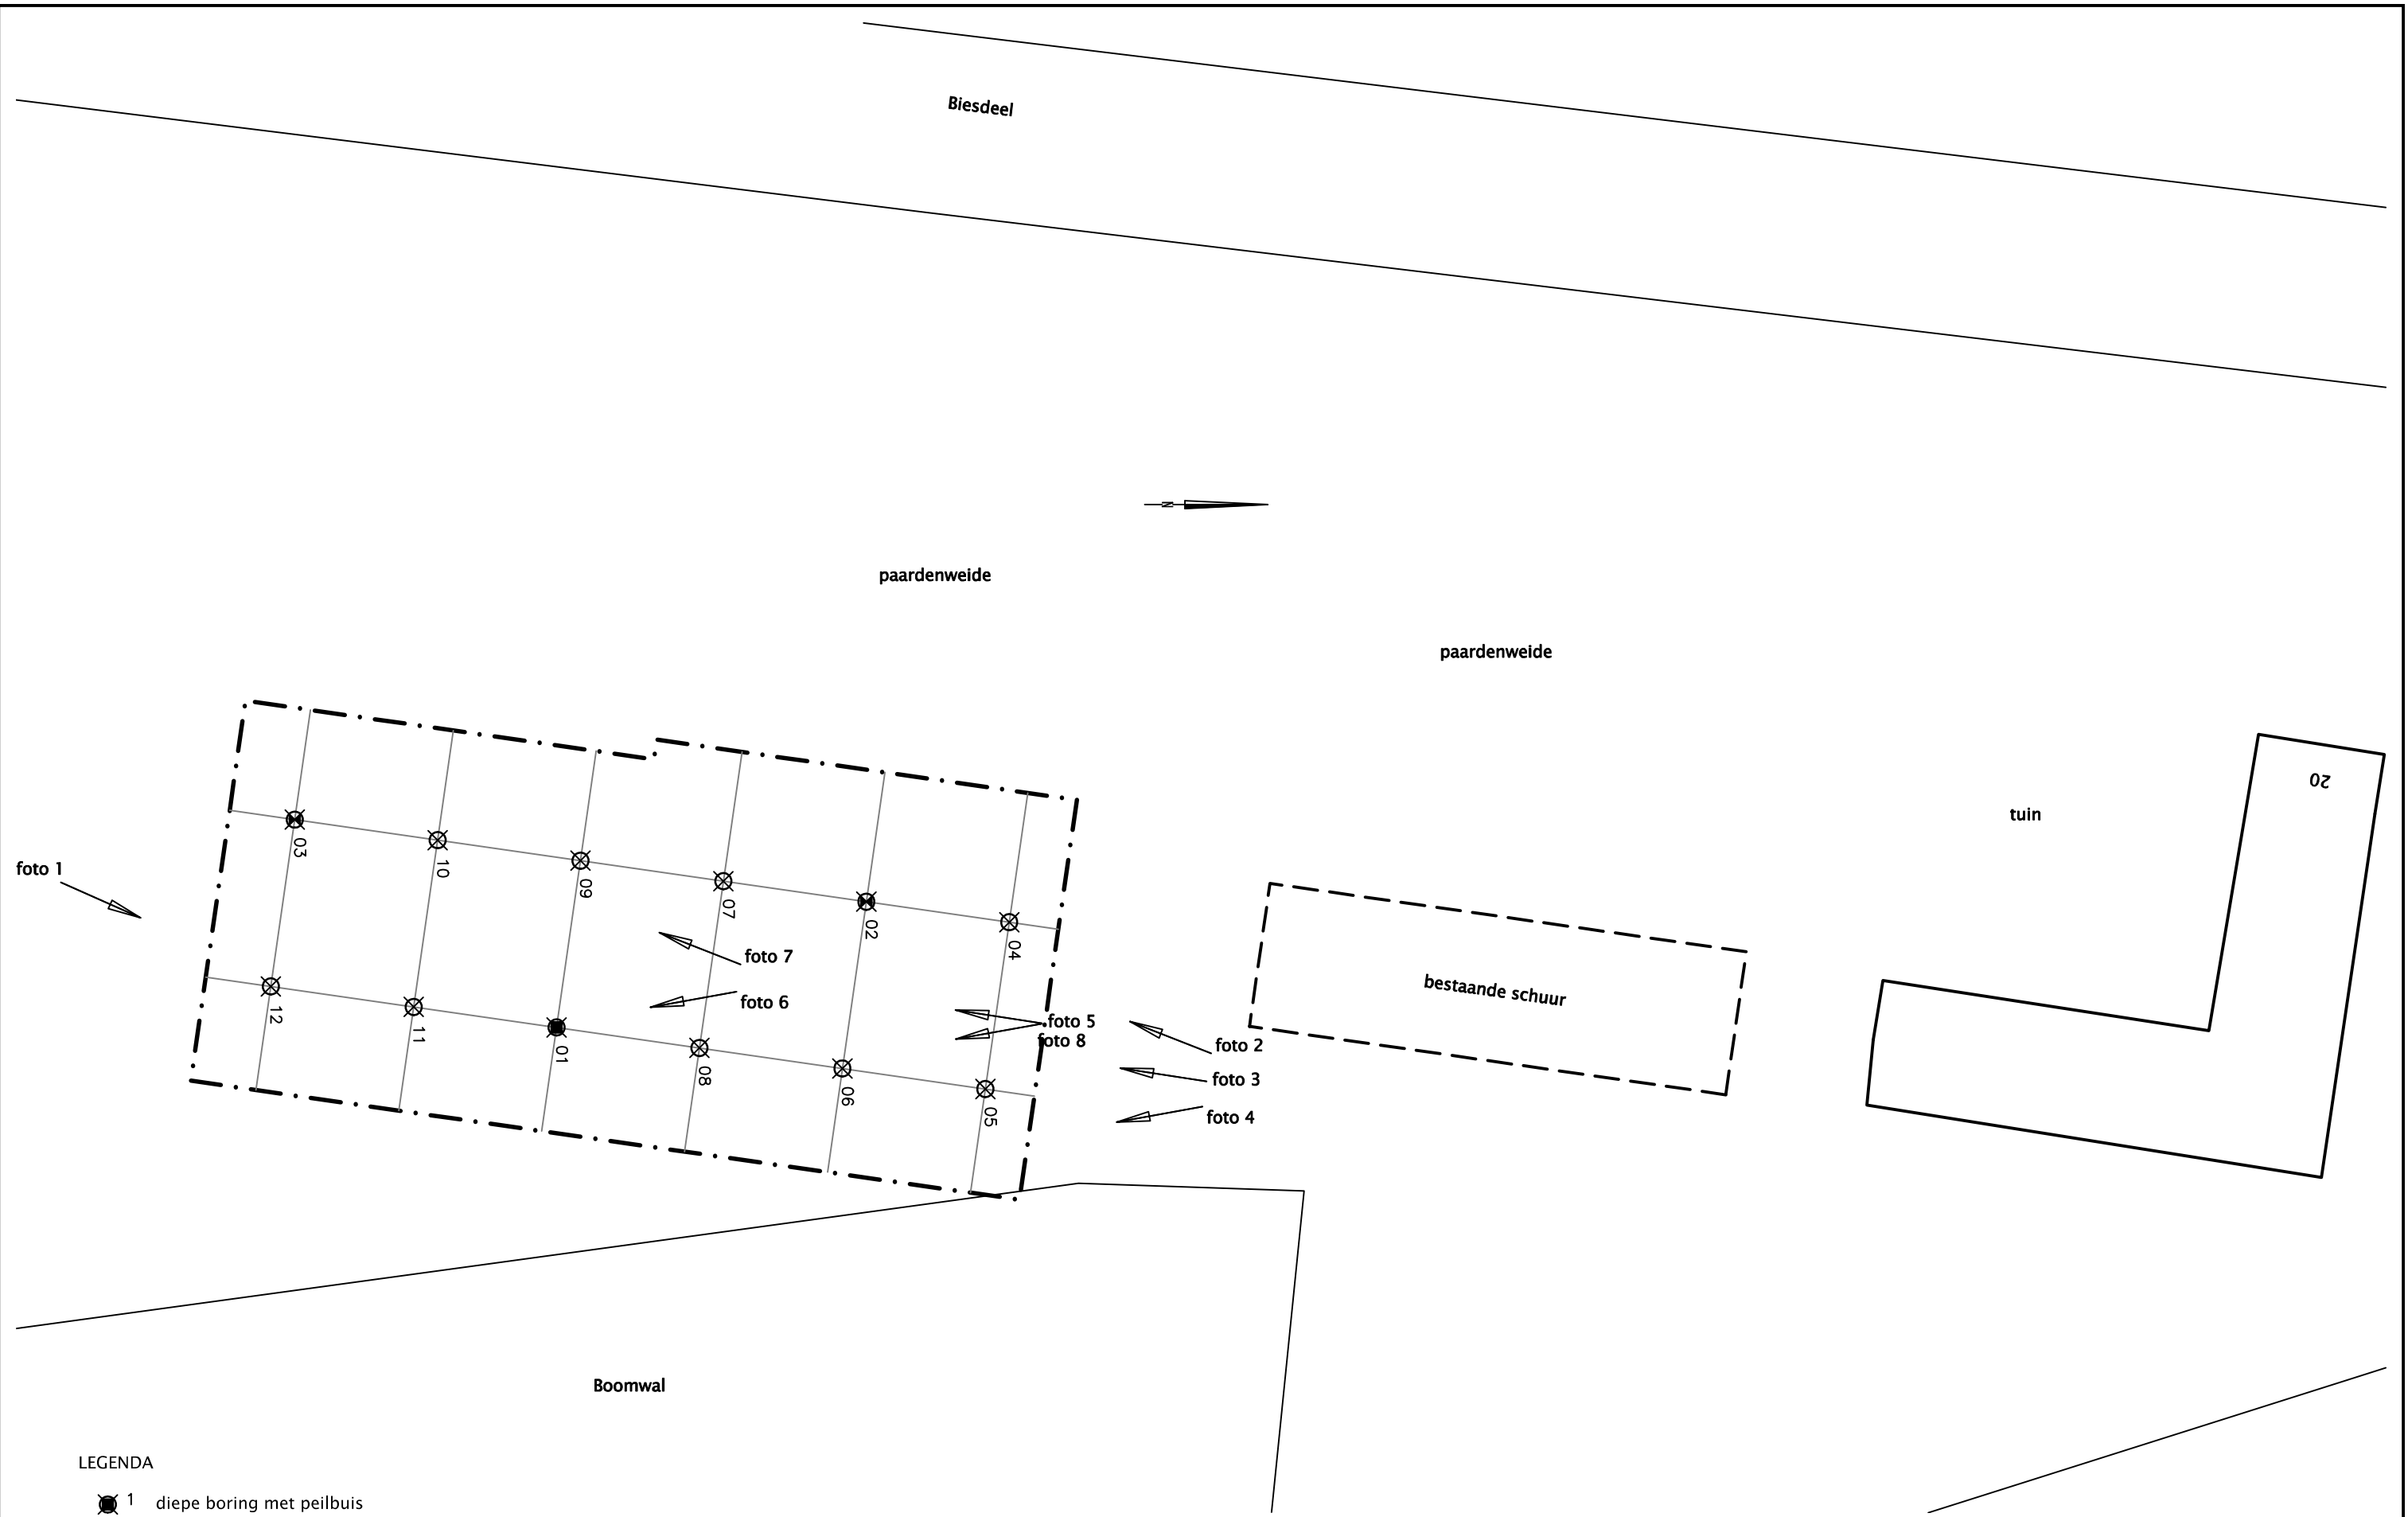 Biesdeel
N
paardenweide
paardenweide
20
tuin
03
10
foto 1
09
07
02
04
foto 7
bestaande schuur
foto 6
12
11
foto 5
foto 8
foto 2
01
08
foto 3
06
05
foto 4
Boomwal
LEGENDA
1 diepe boring met peilbuis